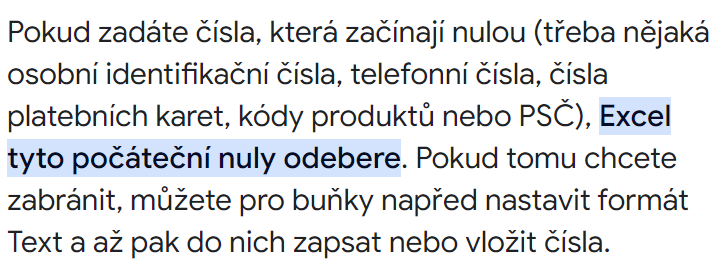 Pokud zadáte čísla, která začínají nulou (třeba nějaká
osobní identifikační čísla, telefonní čísla, čísla
platebních karet, kódy produktů nebo PSČ), Excel
tyto počáteční nuly odebere. Pokud tomu chcete
zabránit, můžete pro buňky napřed nastavit formát
Text a až pak do nich zapsat nebo vložit čísla.